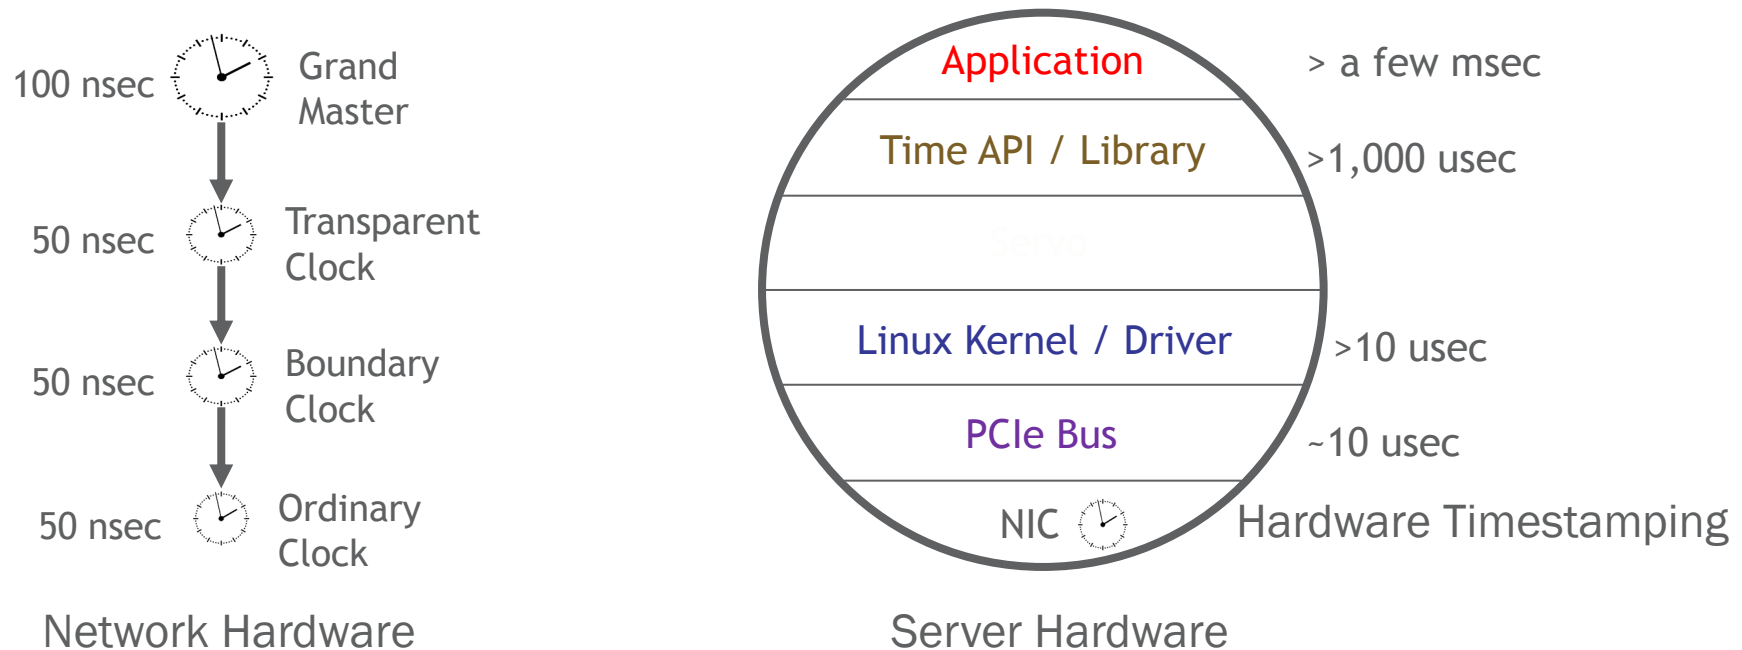 100 nsec
Grand
Master
50 nsec
Transparent
Clock
50 nsec
Boundary
Clock
50 nsec
Ordinary
Clock
Network Hardware
Application
> a few msec
Time API / Library
>1,000 usec
Servo
Linux Kernel / Driver
>10 usec
PCIe Bus
~10 usec
NIC
Hardware Timestamping
Server Hardware